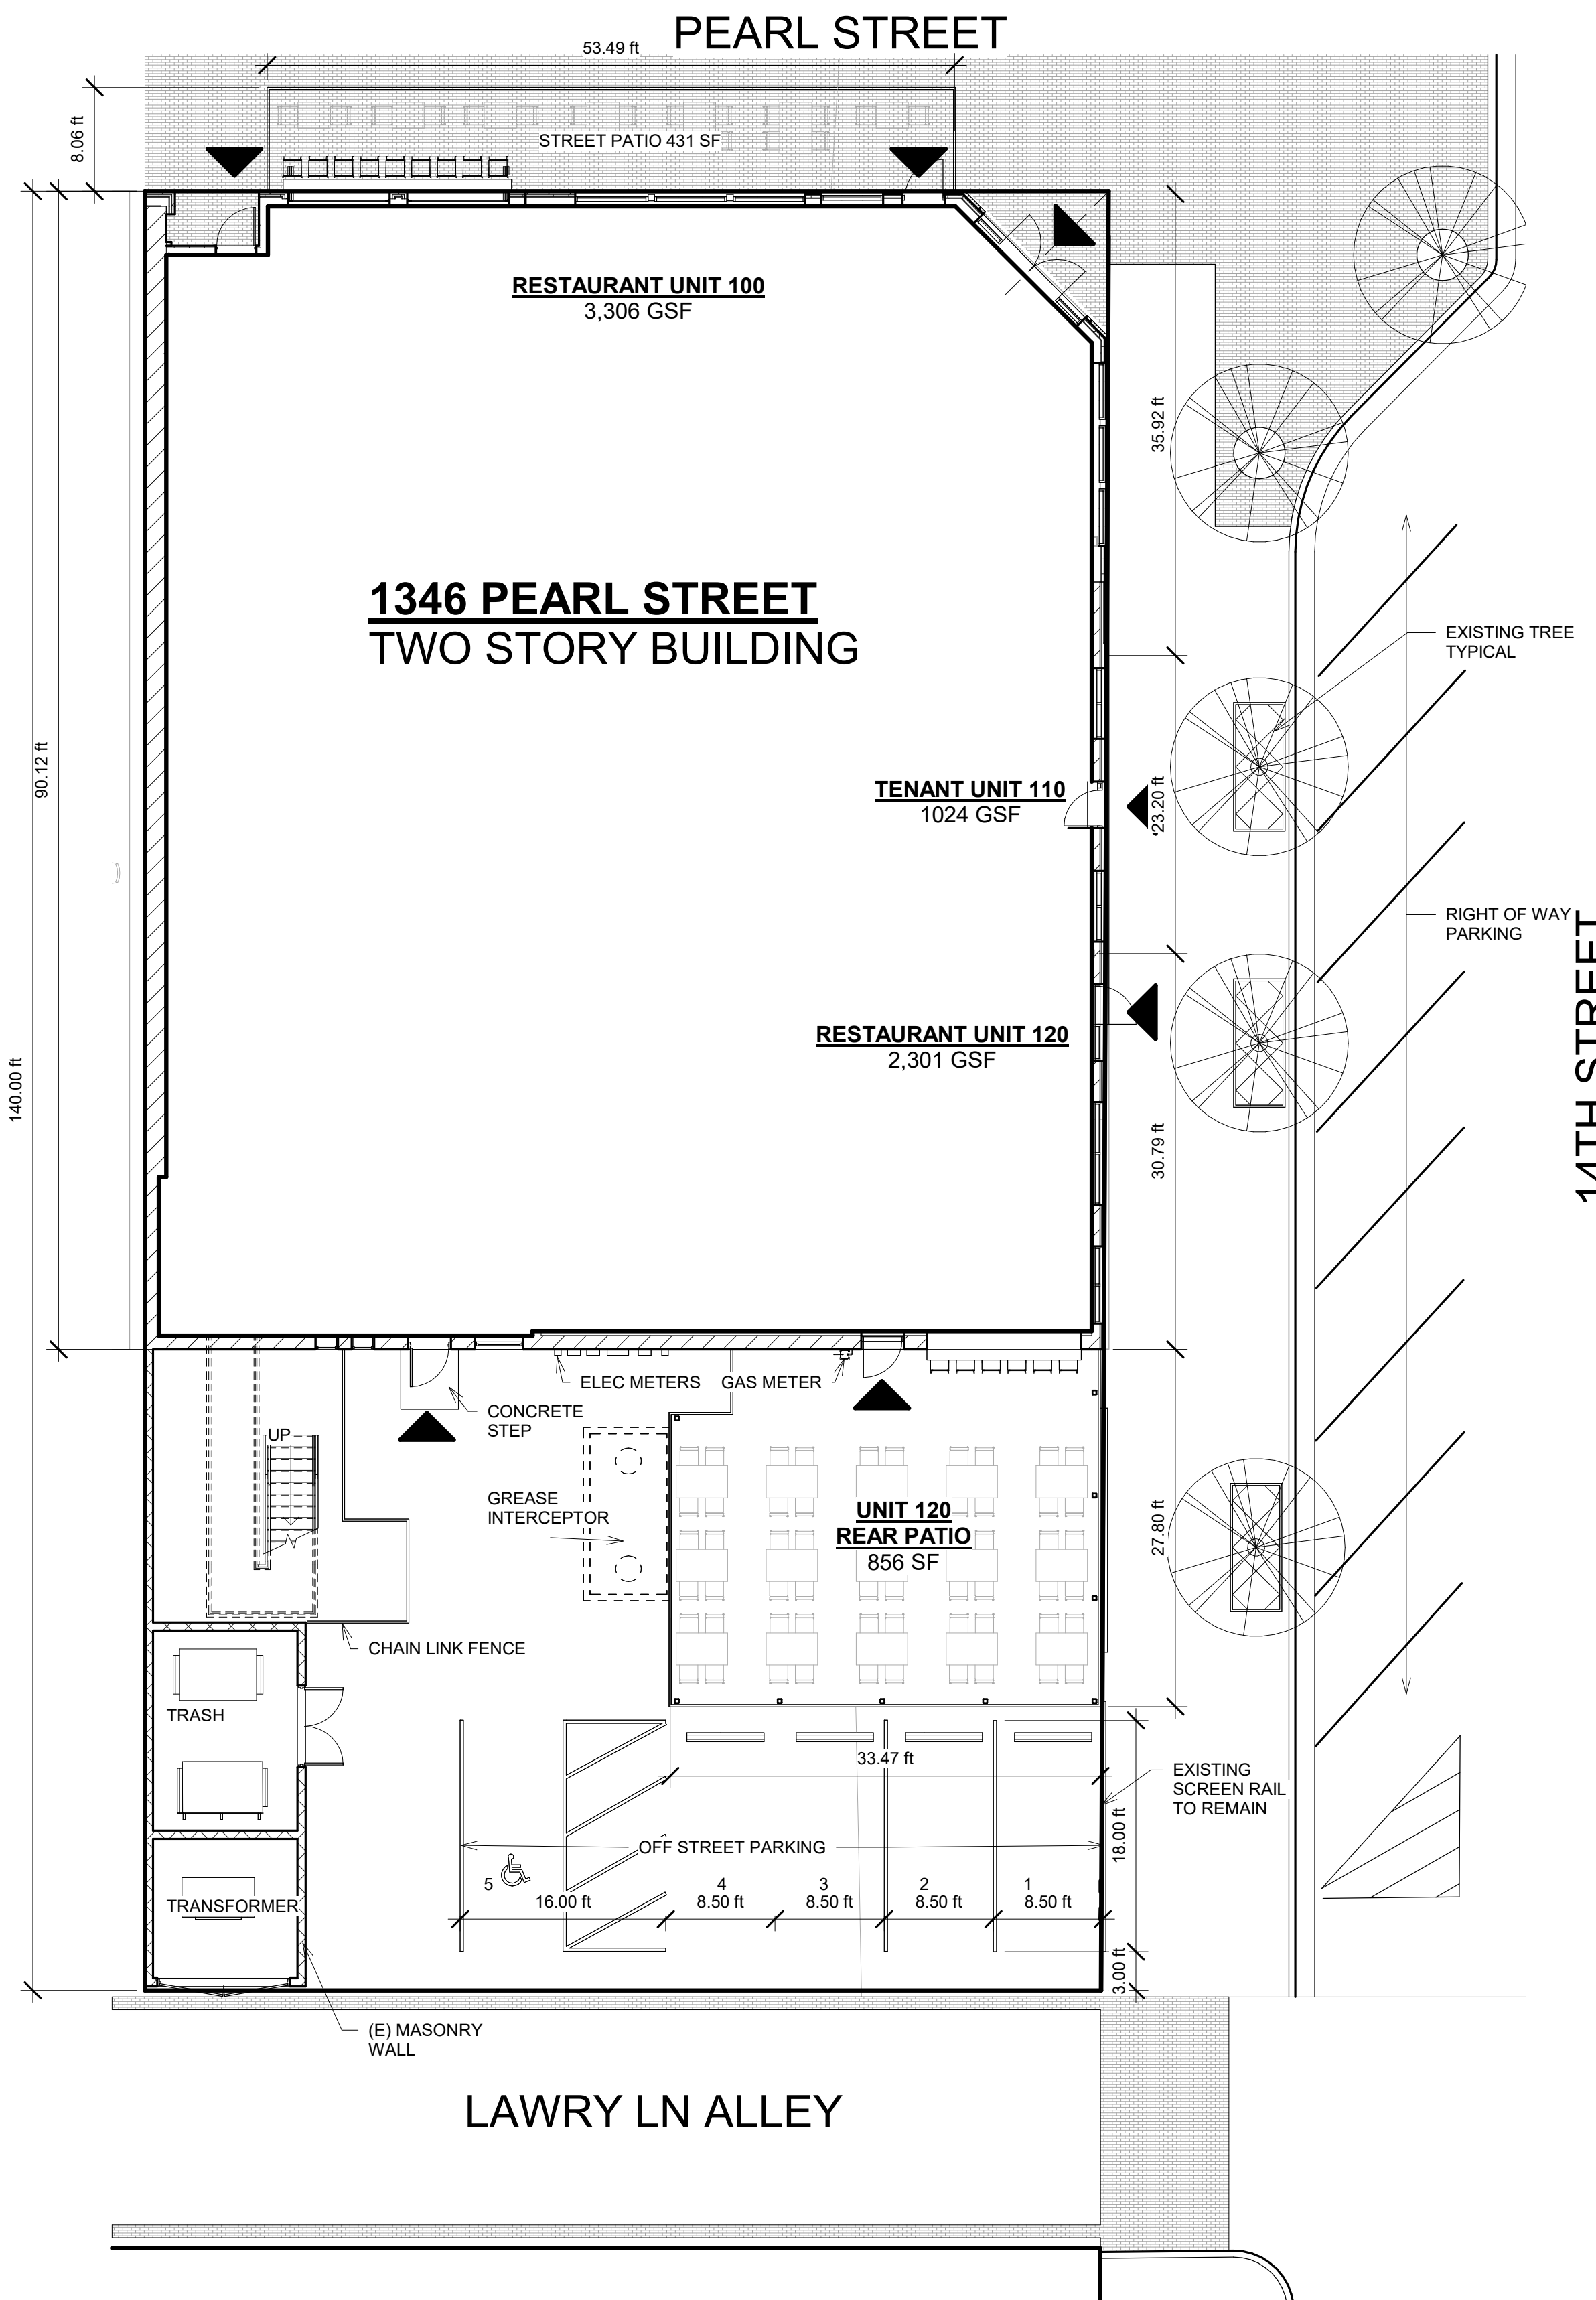 PEARL STREET
53.49 ft
8.06 ft
STREET PATIO 431 SF
RESTAURANT UNIT 100
3,306 GSF
35.92 ft
1346 PEARL STREET
TWO STORY BUILDING
EXISTING TREE
TYPICAL
90.12 ft
TENANT UNIT 110
1024 GSF
23.20 ft
RIGHT OF WAY
PARKING
14TH STREET
RESTAURANT UNIT 120
2,301 GSF
140.00 ft
30.79 ft
ELEC METERS
GAS METER
CONCRETE
STEP
UP
GREASE
INTERCEPTOR
UNIT 120
REAR PATIO
856 SF
27.80 ft
CHAIN LINK FENCE
TRASH
33.47 ft
EXISTING
SCREEN RAIL
TO REMAIN
18.00 ft
OFF STREET PARKING
5
4
3
2
1
16.00 ft
8.50 ft
8.50 ft
8.50 ft
8.50 ft
TRANSFORMER
3.00 ft
(E) MASONRY
WALL
LAWRY LN ALLEY